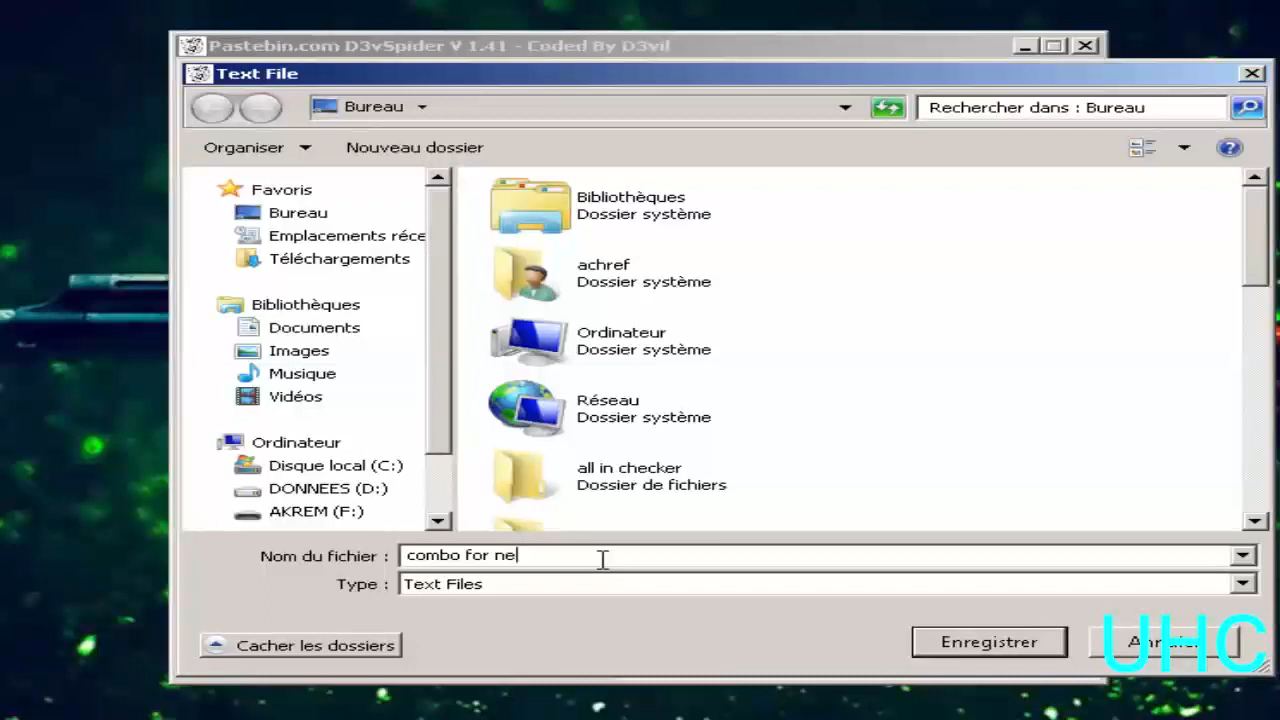 Pastebin.com D3vSpider V 1.41 - Coded By D3vil
Text File
Bureau
Rechercher dans : Bureau
Organiser
Nouveau dossier
Favoris
Bureau
Emplacements réce
Téléchargements
Bibliothèques
Documents
Images
Musique
Vidéos
Ordinateur
Disque local (C:)
DONNEES (D:)
AKREM (F:)
Bibliothèques
Dossier système
achref
Dossier système
Ordinateur
Dossier système
Réseau
Dossier système
all in checker
Dossier de fichiers
Nom du fichier : combo for ne
Type : Text Files
Cacher les dossiers
Enregistrer
UHC